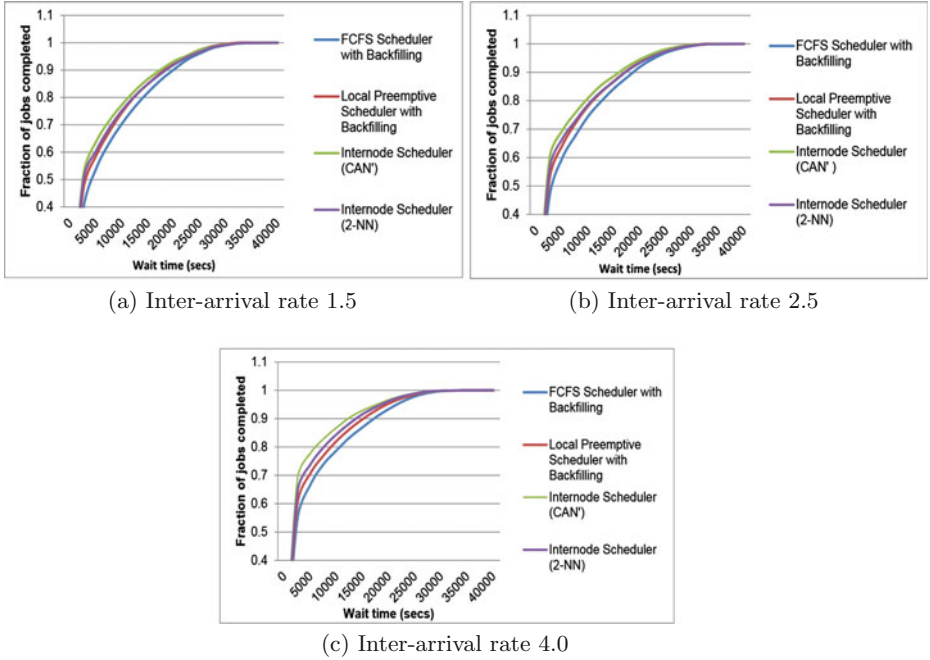 1.1
1
0.9
0.8
0.7
0.6
0.5
0.4
Fraction of jobs completed
0
5000
10000
15000
20000
25000
30000
35000
40000
Wait time (secs)
FCFS Scheduler
with Backfilling
Local Preemptive
Scheduler with
Backfilling
Internode Scheduler
(CAN')
Internode Scheduler
(2-NN)
(a) Inter-arrival rate 1.5
1.1
1
0.9
0.8
0.7
0.6
0.5
0.4
Fraction of jobs completed
0
5000
10000
15000
20000
25000
30000
35000
40000
Wait time (secs)
FCFS Scheduler with
Backfilling
Local Preemptive
Scheduler with
Backfilling
Internode Scheduler
(CAN' )
Internode Scheduler
(2-NN)
(b) Inter-arrival rate 2.5
1.1
1
0.9
0.8
0.7
0.6
0.5
0.4
Fraction of jobs completed
0
5000
10000
15000
20000
25000
30000
35000
40000
Wait time (secs)
FCFS Scheduler with
Backfilling
Local Preemptive
Scheduler with
Backfilling
Internode Scheduler
(CAN')
Internode Scheduler
(2-NN)
(c) Inter-arrival rate 4.0